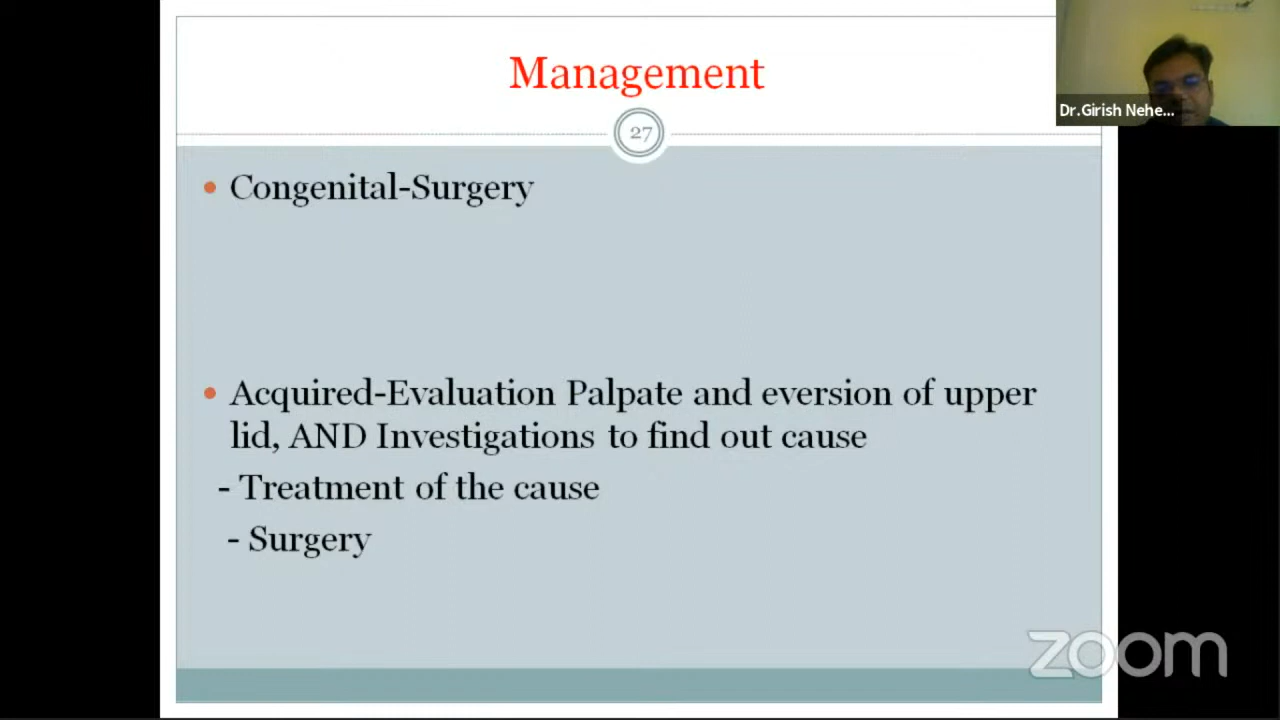 Management
Dr.Girish Nehe...
27
• Congenital-Surgery
• Acquired-Evaluation Palpate and eversion of upper
lid, AND Investigations to find out cause
- Treatment of the cause
- Surgery
zoom